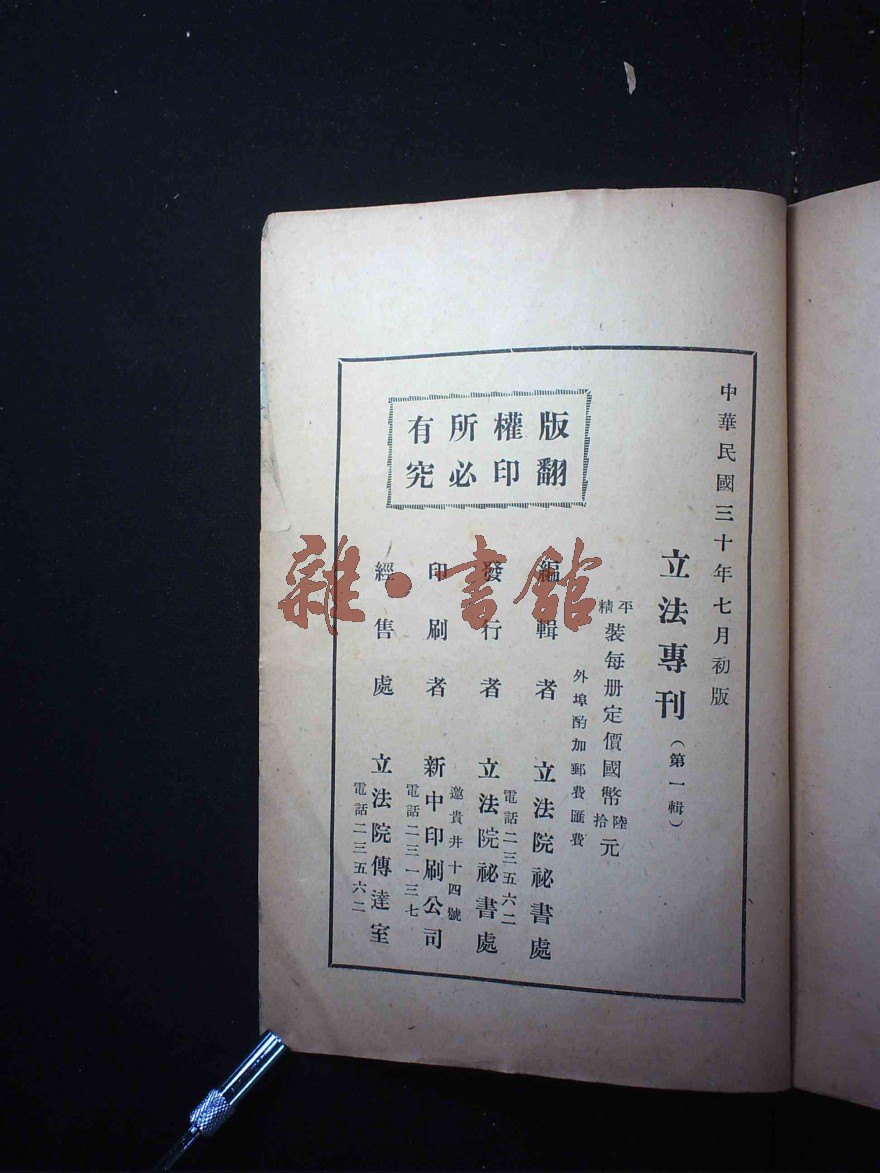 中華民國三十年七月初版
立法專刊（第一輯）
平精裝每册定價國幣陸拾元
外埠酌加郵費匯費
編輯者 立法院祕書處
電話二三五六二
發行者 立法院祕書處
邀貴井十四號
印刷者 新中印刷公司
電話二三一三七
經售處 立法院傳達室
電話二三五六二
版權所有
翻印必究
雜·書館